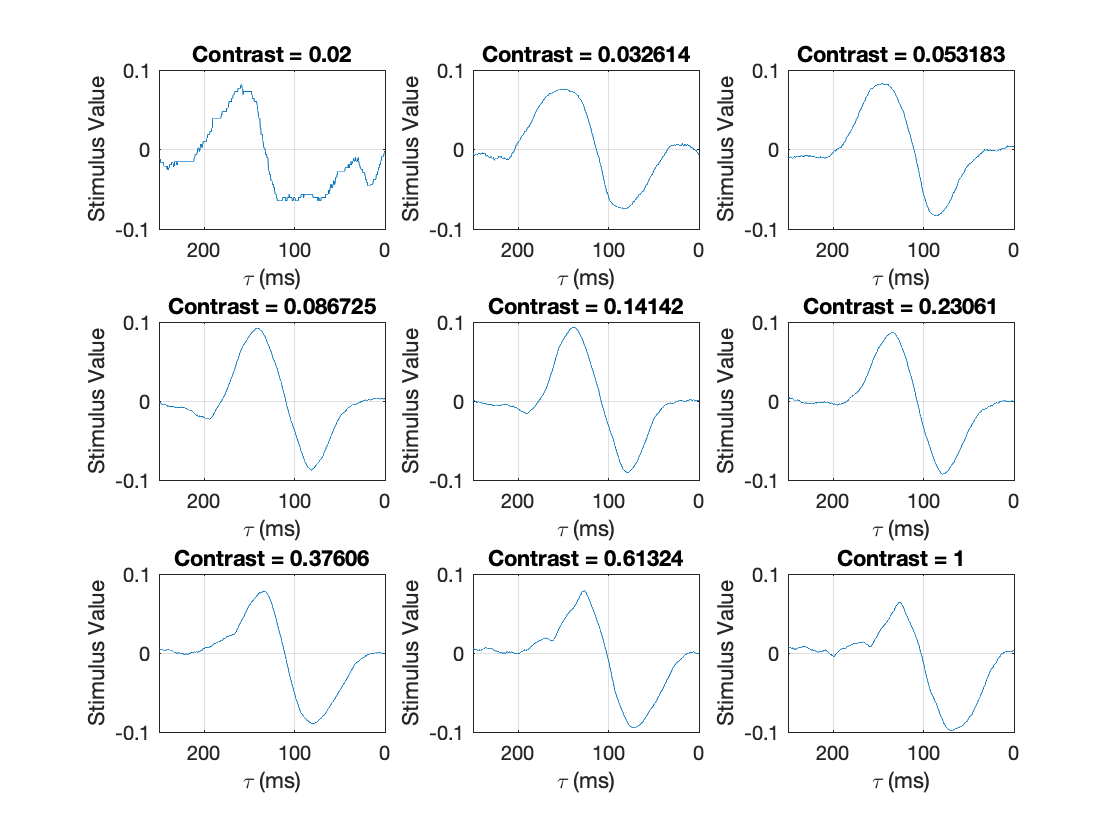 Contrast = 0.02
Contrast = 0.032614
Contrast = 0.053183
0.1
0
-0.1
Stimulus Value
200 100 0
τ (ms)
0.1
0
-0.1
Stimulus Value
200 100 0
τ (ms)
0.1
0
-0.1
Stimulus Value
200 100 0
τ (ms)
Contrast = 0.086725
Contrast = 0.14142
Contrast = 0.23061
0.1
0
-0.1
Stimulus Value
200 100 0
τ (ms)
0.1
0
-0.1
Stimulus Value
200 100 0
τ (ms)
0.1
0
-0.1
Stimulus Value
200 100 0
τ (ms)
Contrast = 0.37606
Contrast = 0.61324
Contrast = 1
0.1
0
-0.1
Stimulus Value
200 100 0
τ (ms)
0.1
0
-0.1
Stimulus Value
200 100 0
τ (ms)
0.1
0
-0.1
Stimulus Value
200 100 0
τ (ms)